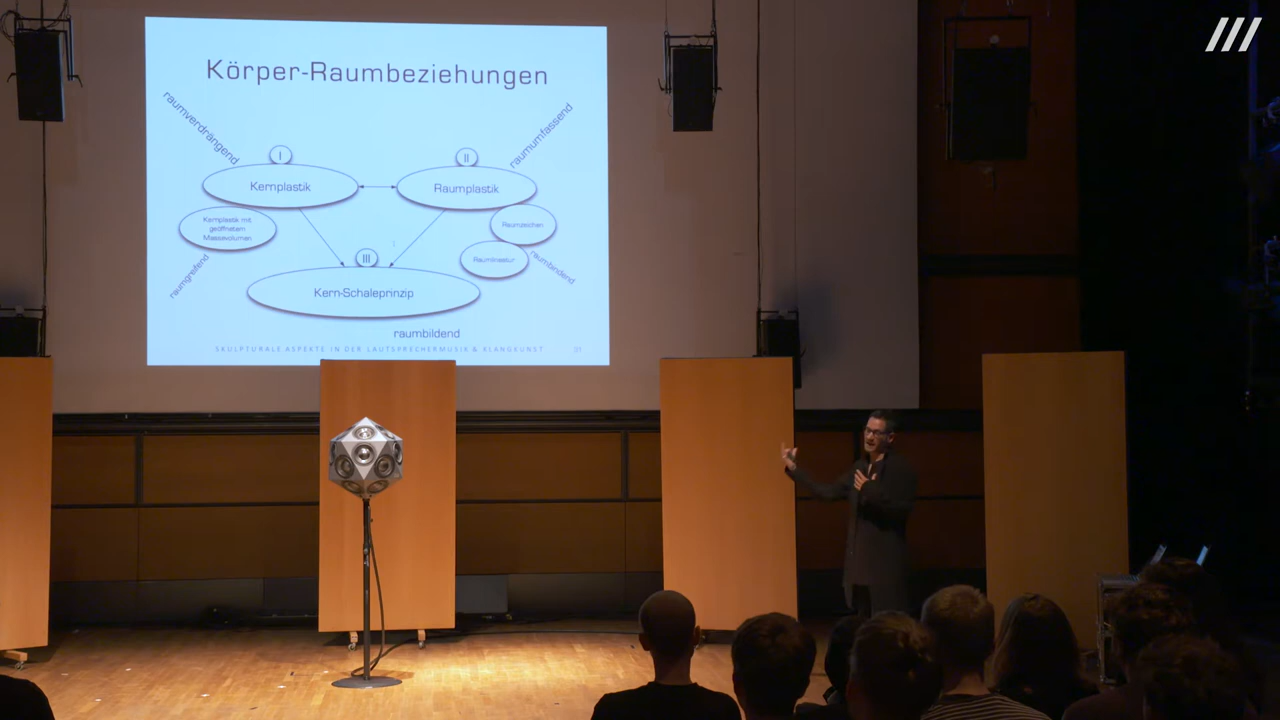 Körper-Raumbeziehungen
raumverdrängend
raumumfassend
I
II
Kernplastik
Raumplastik
Kernplastik mit
geöffnetem
Massevolumen
Raumzeichen
Raumlineatur
raumgreifend
raumbindend
III
Kern-Schaleprinzip
raumbildend
SKULPTURALE ASPEKTE IN DER LAUTSPRECHERMUSIK & KLANGKUNST